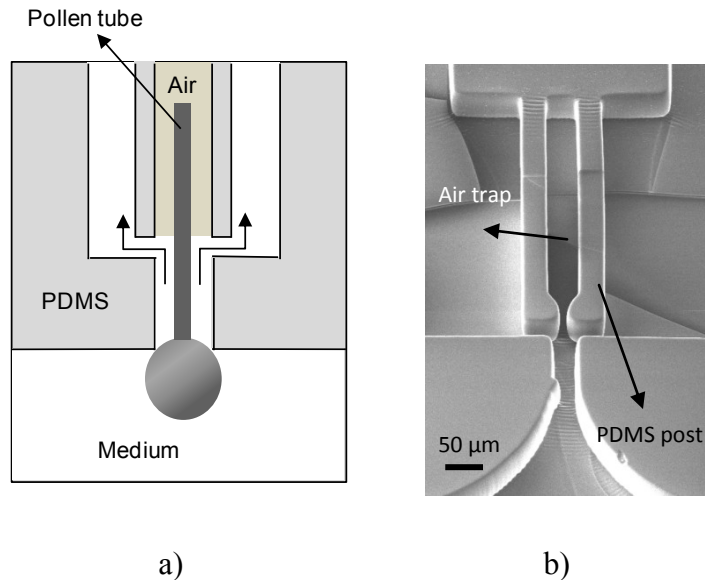 Pollen tube
Air
PDMS
Medium
a)
Air trap
50 µm
PDMS post
b)